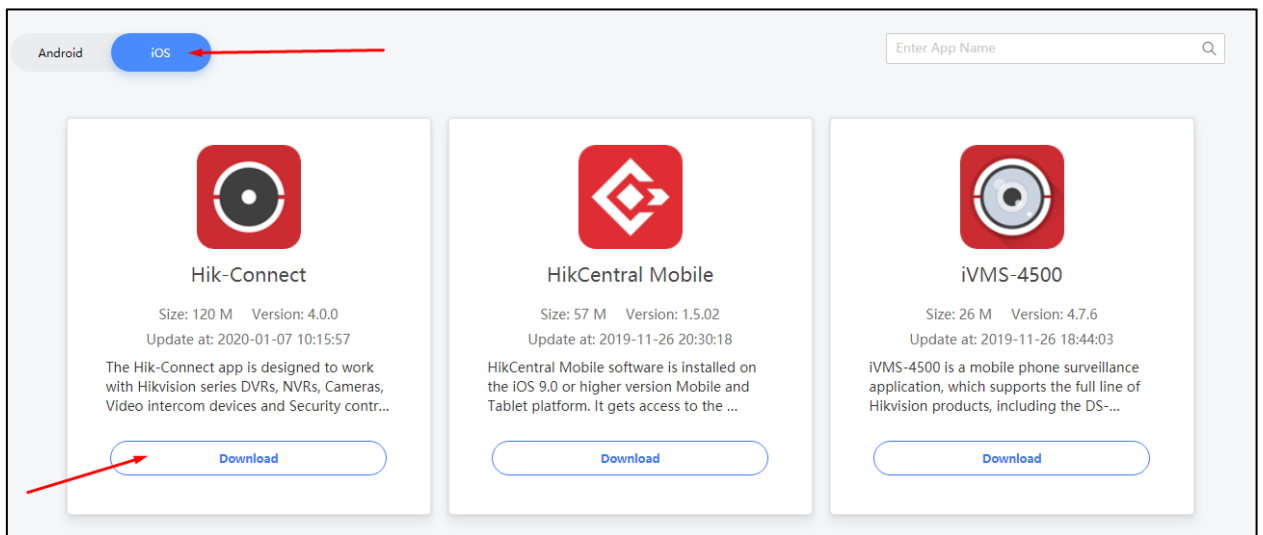 Android
iOS
Enter App Name
Hik-Connect
Size: 120 M Version: 4.0.0
Update at: 2020-01-07 10:15:57
The Hik-Connect app is designed to work
with Hikvision series DVRs, NVRs, Cameras,
Video intercom devices and Security contr...
Download
HikCentral Mobile
Size: 57 M Version: 1.5.02
Update at: 2019-11-26 20:30:18
HikCentral Mobile software is installed on
the iOS 9.0 or higher version Mobile and
Tablet platform. It gets access to the ...
Download
iVMS-4500
Size: 26 M Version: 4.7.6
Update at: 2019-11-26 18:44:03
iVMS-4500 is a mobile phone surveillance
application, which supports the full line of
Hikvision products, including the DS-...
Download